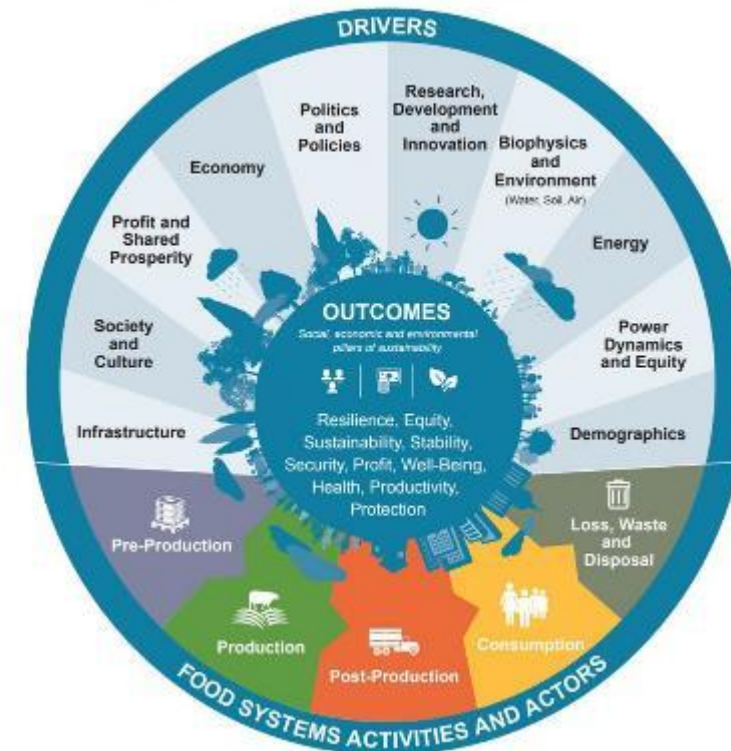 DRIVERS
Infrastructure
Society
and
Culture
Profit and
Shared
Prosperity
Economy
Politics
and
Policies
Research,
Development
and
Innovation
Biophysics
and
Environment
(Water, Soil, Air)
Energy
Power
Dynamics
and Equity
Demographics
OUTCOMES
Social, economic and environmental
pillers of sustainability
Resilience, Equity,
Sustainability, Stability,
Security, Profit, Well-Being,
Health, Productivity,
Protection
Pre-Production
Production
Post-Production
Consumption
Loss, Waste
and
Disposal
FOOD SYSTEMS ACTIVITIES AND ACTORS